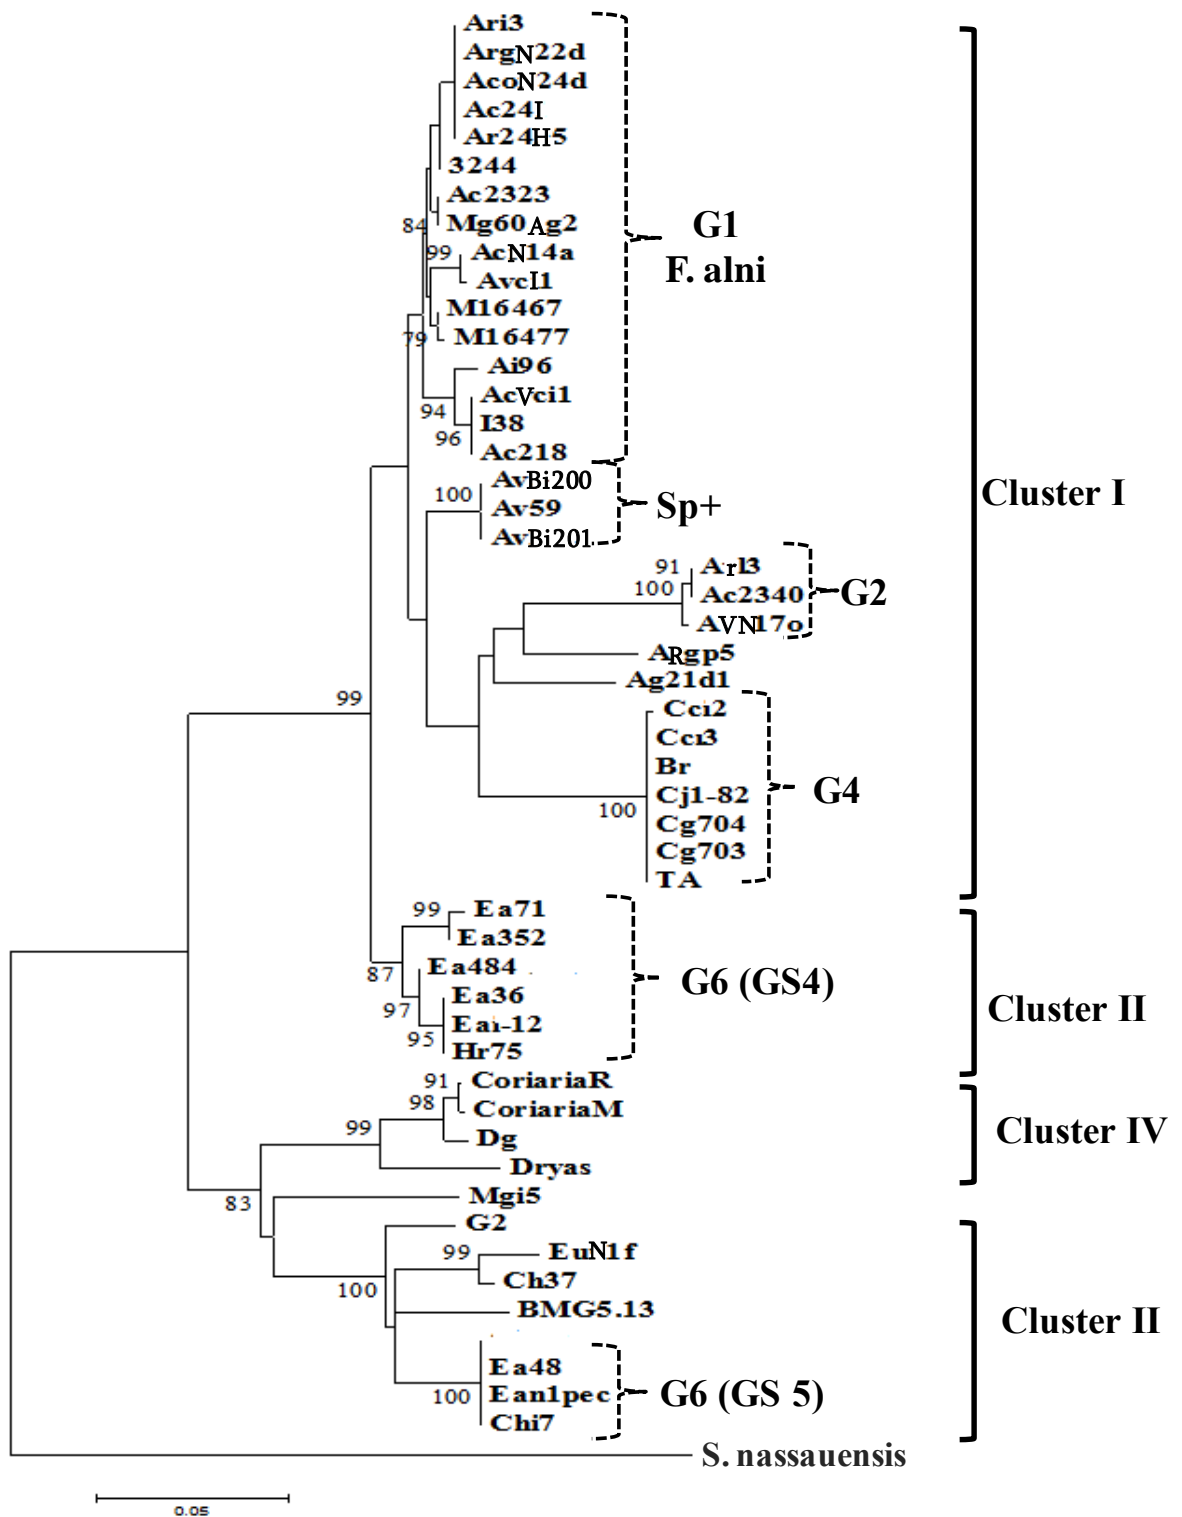 Ari3
ArgN22d
AcoN24d
Ac24I
Ar24H5
3244
Ac2323
84
Mg60Ag2
G1
F. alni
99
AcN14a
AvcI1
M16467
79
M16477
Ai96
AcVci1
94
I38
96
Ac218
AvBi200
100
Av59
Sp+
AvBi201
Cluster I
91
Arl3
100
Ac2340
G2
AVN17o
ARgp5
Ag21d1
99
Cci2
Cci3
Br
Cj1-82
G4
100
Cg704
Cg703
TA
99
Ea71
Ea352
87
Ea484
G6 (GS4)
97
Ea36
Eai-12
95
Hr75
Cluster II
91
CoriariaR
98
CoriariaM
99
Dg
Cluster IV
Dryas
83
Mgi5
G2
99
EuN1f
Ch37
100
BMG5.13
Cluster II
Ea48
100
Ean1pec
G6 (GS 5)
Chi7
S. nassauensis
0.05